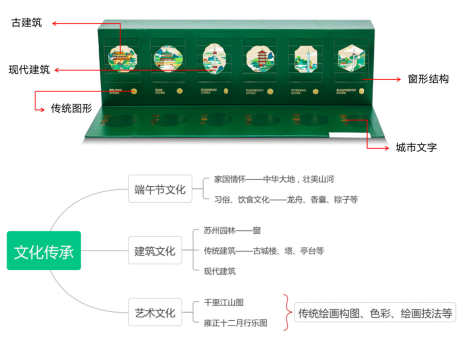 古建筑
现代建筑
传统图形
窗形结构
城市文字
文化传承
端午节文化
家国情怀——中华大地，壮美山河
习俗、饮食文化——龙舟、香囊、粽子等
建筑文化
苏州园林——窗
传统建筑——古城楼、塔、亭台等
现代建筑
艺术文化
千里江山图
雍正十二月行乐图
传统绘画构图、色彩、绘画技法等